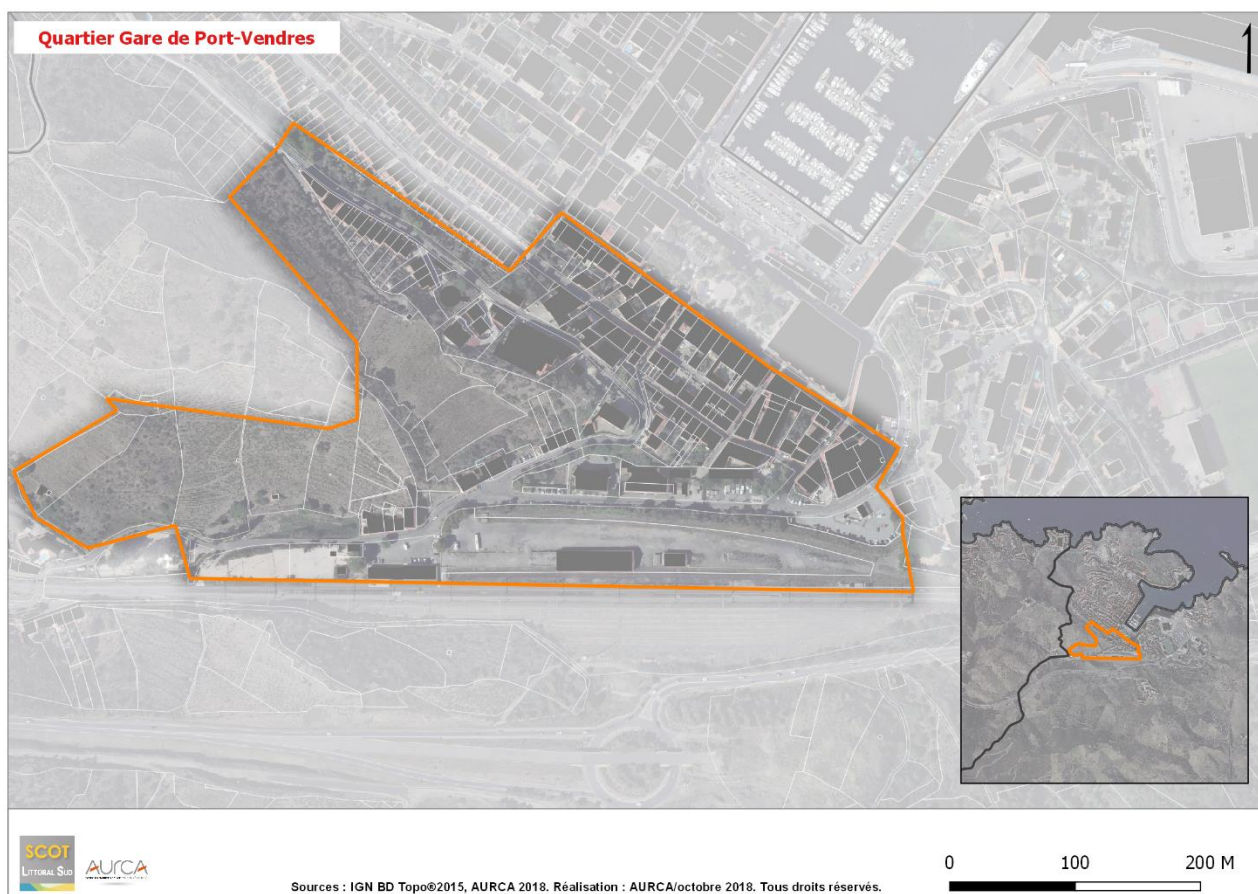 Quartier Gare de Port-Vendres
SCOT
LITTORAL SUD
AURCA
Sources : IGN BD Topo®2015, AURCA 2018. Réalisation : AURCA/octobre 2018. Tous droits réservés.
0 100 200 M